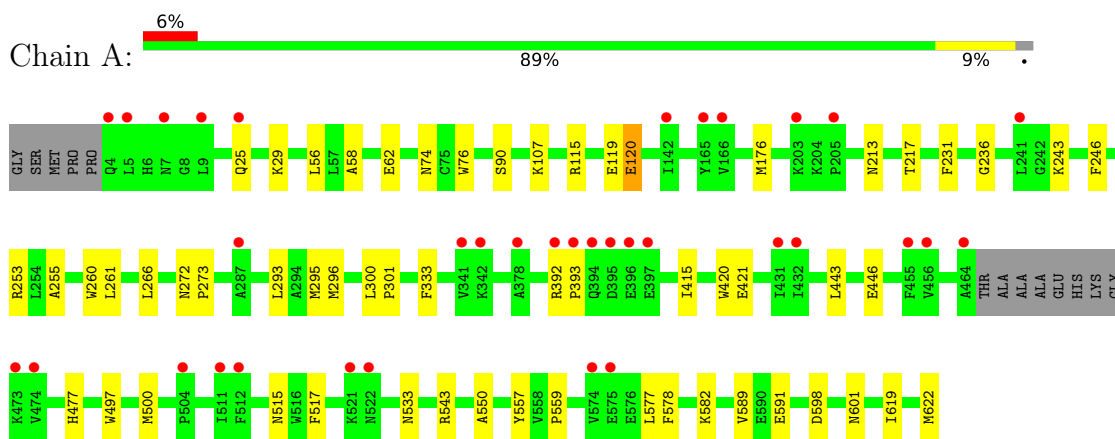 6%
Chain A:
89% 9% •
GLY SER MET PRO PRO Q4 L5 H6 N7 G8 L9 Q25 K29 L56 L57 A58 E62 N74 C75 W76 S90 K107 R115 E119 E120 I142 Y165 V166 M176 K203 K204 P205 N213 T217 F231 G236 L241 G242 K243 F246
R253 L254 A255 W260 L261 L266 N272 P273 A287 L293 A294 M295 M296 L300 P301 F333 V341 K342 A378 R392 P393 Q394 D395 E396 E397 I415 W420 E421 I431 I432 L443 E446 F455 V456 A464 THR ALA ALA ALA GLU HIS LYS GLY
K473 V474 H477 W497 M500 P504 I511 F512 N515 W516 F517 K521 N522 N533 R543 A550 Y557 V558 P559 V574 E575 E576 L577 F578 K582 V589 E590 E591 D598 N601 I619 M622